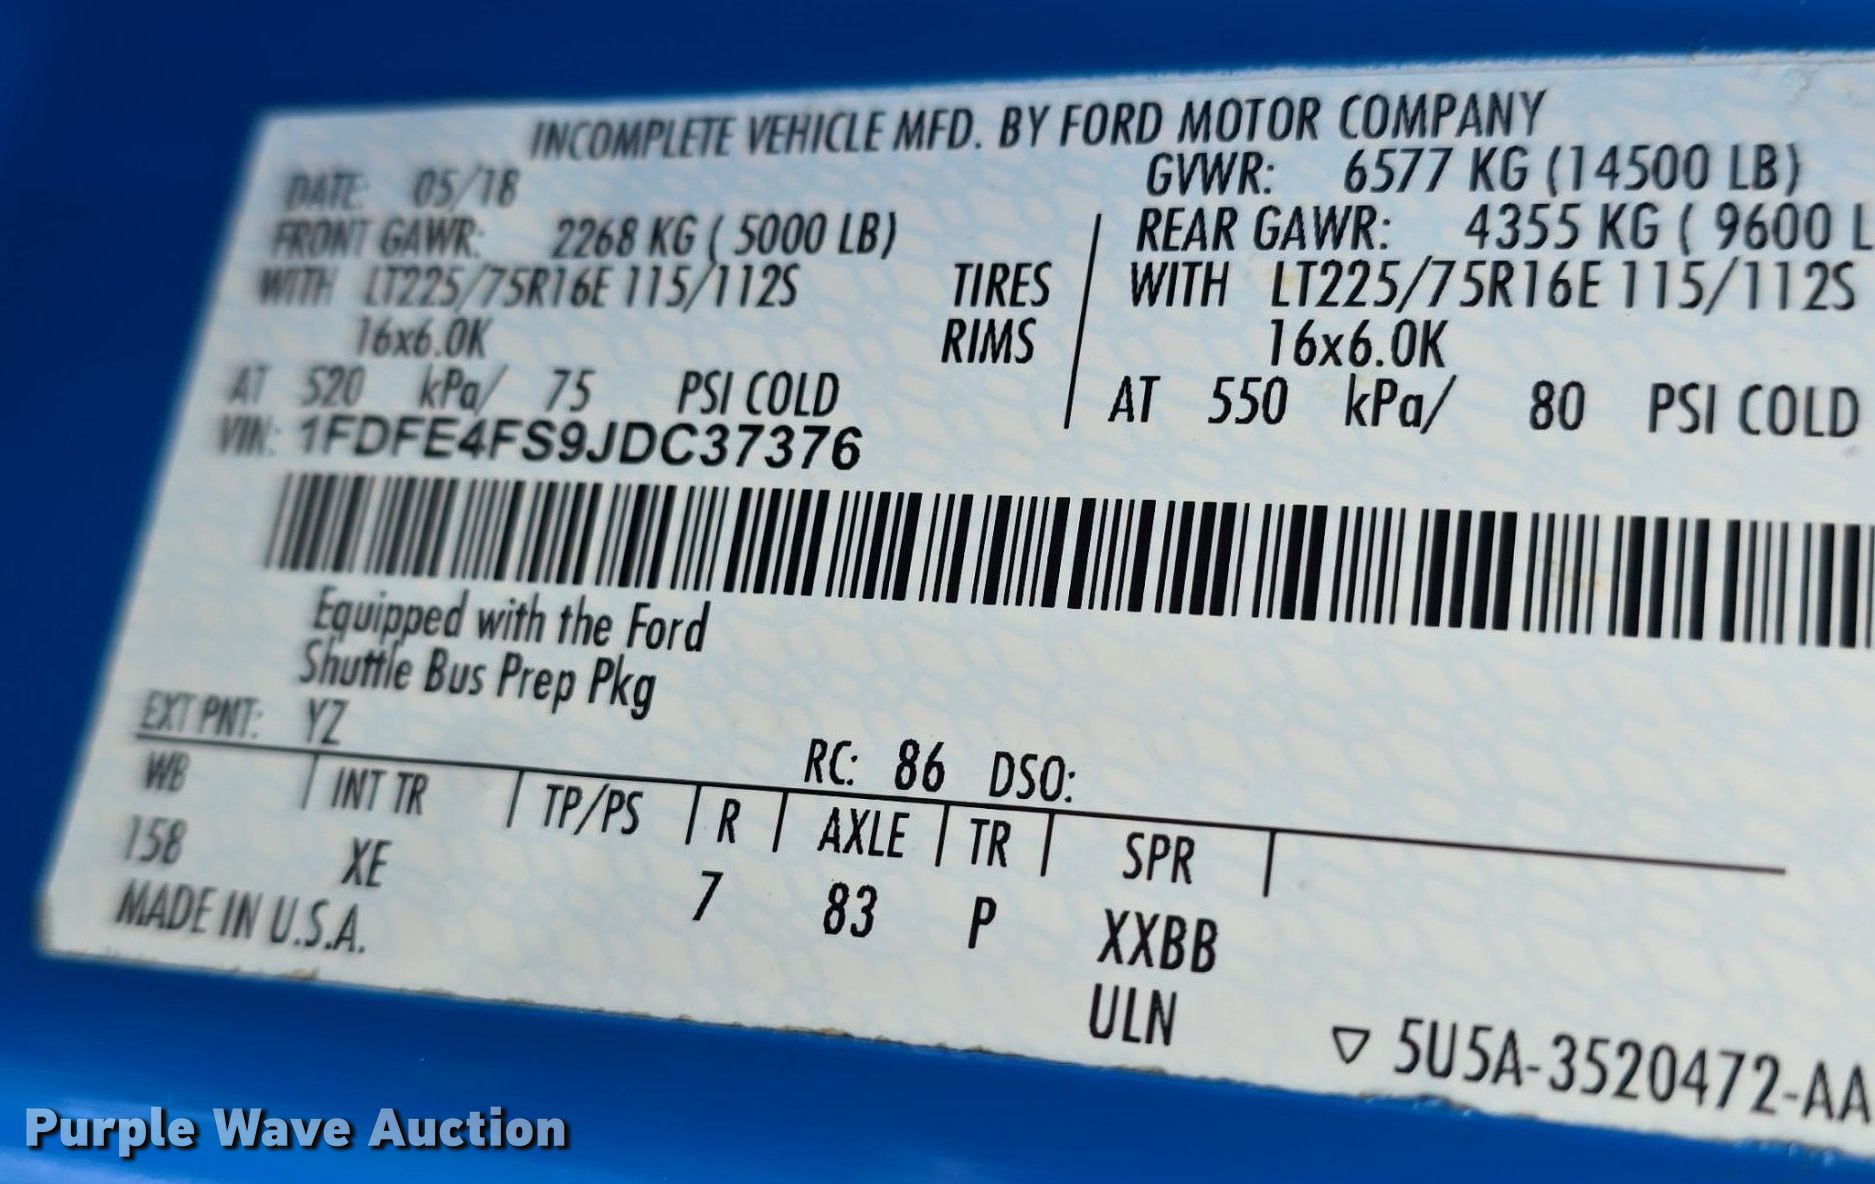 INCOMPLETE VEHICLE MFD. BY FORD MOTOR COMPANY
DATE: 05/18 GVWR: 6577 KG (14500 LB)
FRONT GAWR: 2268 KG ( 5000 LB) REAR GAWR: 4355 KG ( 9600 L
WITH LT225/75R16E 115/112S TIRES WITH LT225/75R16E 115/112S
16x6.0K RIMS 16x6.0K
AT 520 kPa/ 75 PSI COLD AT 550 kPa/ 80 PSI COLD
VIN: 1FDFE4FS9JDC37376
Equipped with the Ford
Shuttle Bus Prep Pkg
EXT PNT: YZ RC: 86 DSO:
WB INT TR TP/PS R AXLE TR SPR
158 XE 7 83 P XXBB
MADE IN U.S.A. ULN
5U5A-3520472-AA
Purple Wave Auction